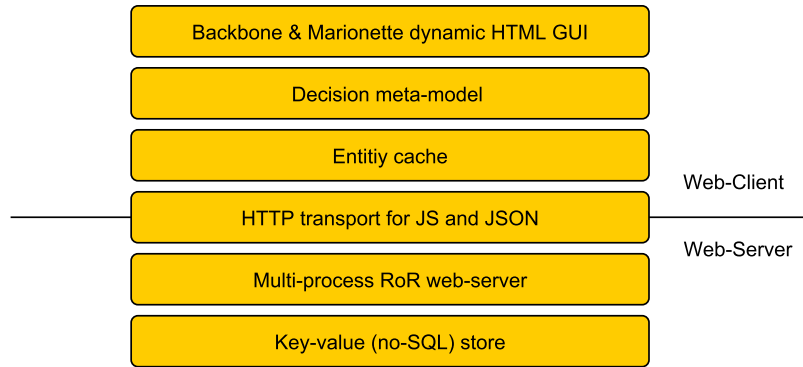 Backbone & Marionette dynamic HTML GUI
Decision meta-model
Entitiy cache
Web-Client
HTTP transport for JS and JSON
Web-Server
Multi-process RoR web-server
Key-value (no-SQL) store